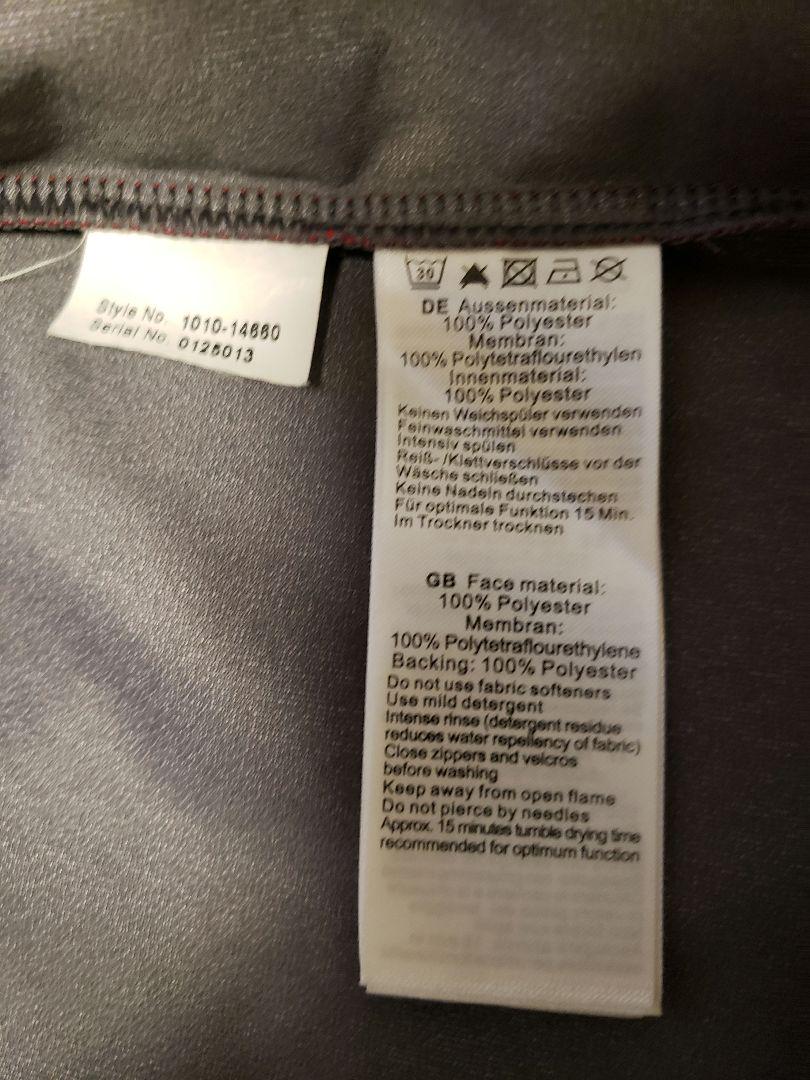 Style No. 1010-14660
Serial No. 0125013
30
DE Aussenmaterial:
100% Polyester
Membran:
100% Polytetraflourethylen
Innenmaterial:
100% Polyester
Keinen Weichspüler verwenden
Feinwaschmittel verwenden
Intensiv spülen
Reiß- /Klettverschlüsse vor der
Wäsche schließen
Keine Nadeln durchstechen
Für optimale Funktion 15 Min.
im Trockner trocknen
GB Face material:
100% Polyester
Membran:
100% Polytetraflourethylene
Backing: 100% Polyester
Do not use fabric softeners
Use mild detergent
Intense rinse (detergent residue
reduces water repellency of fabric)
Close zippers and velcros
before washing
Keep away from open flame
Do not pierce by needles
Approx. 15 minutes tumble drying time
recommended for optimum function